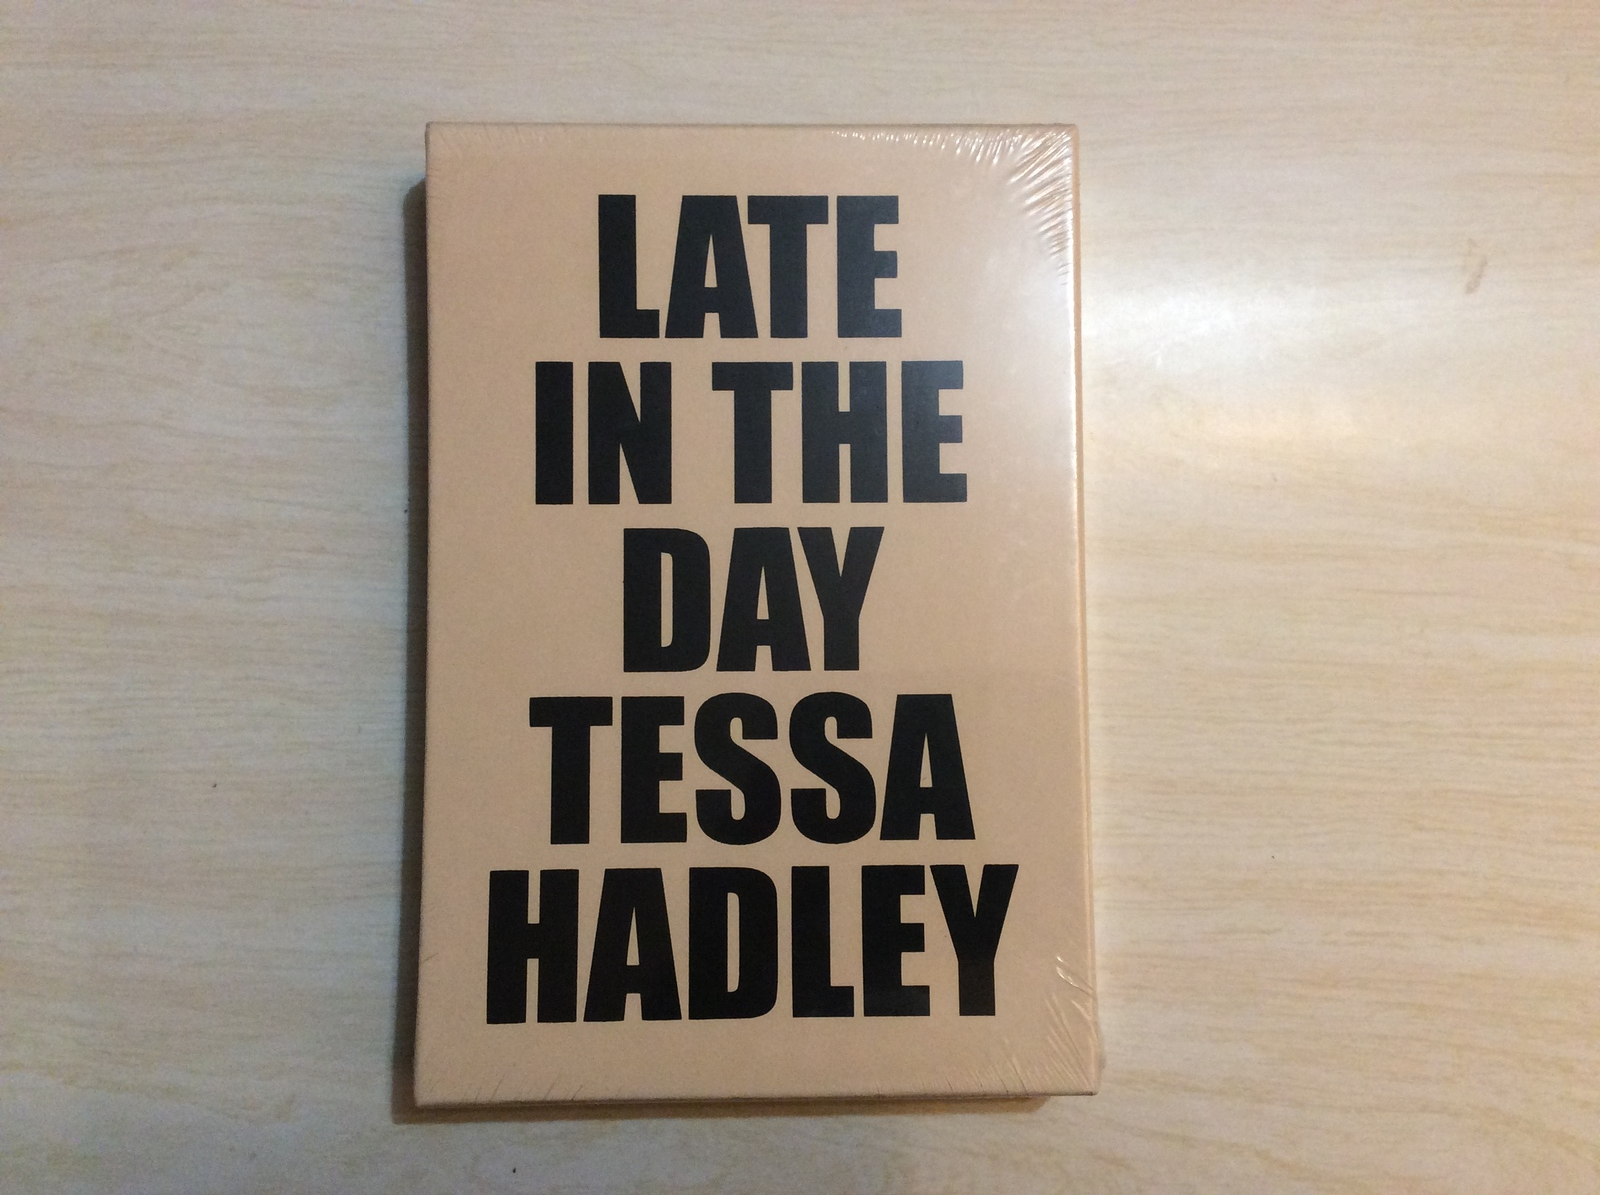 LATE
IN THE
DAY
TESSA
HADLEY